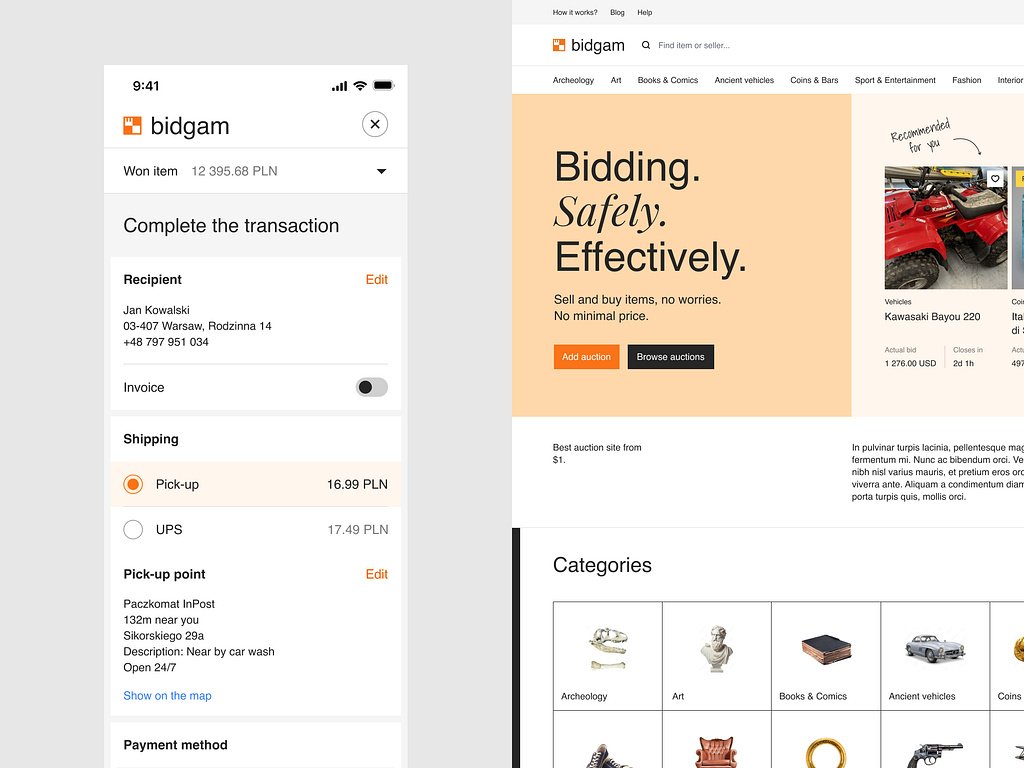 9:41
bidgam
Won item 12 395.68 PLN
Complete the transaction
Recipient Edit
Jan Kowalski
03-407 Warsaw, Rodzinna 14
+48 797 951 034
Invoice
Shipping
Pick-up 16.99 PLN
UPS 17.49 PLN
Pick-up point Edit
Paczkomat InPost
132m near you
Sikorskiego 29a
Description: Near by car wash
Open 24/7
Show on the map
Payment method
How it works? Blog Help
bidgam Find item or seller...
Archeology Art Books & Comics Ancient vehicles Coins & Bars Sport & Entertainment Fashion Interior
Bidding.
Safely.
Effectively.
Sell and buy items, no worries.
No minimal price.
Add auction Browse auctions
Recommended
for you
Vehicles
Kawasaki Bayou 220
Actual bid Closes in
1 276.00 USD 2d 1h
di
497
Best auction site from
$1.
In pulvinar turpis lacinia, pellentesque
fermentum mi. Nunc ac bibendum orci. Ve
nibh nisl varius mauris, et pretium eros
viverra ante. Aliquam a condimentum diam
porta turpis quis, mollis orci.
Categories
Archeology
Art
Books & Comics
Ancient vehicles
Coins